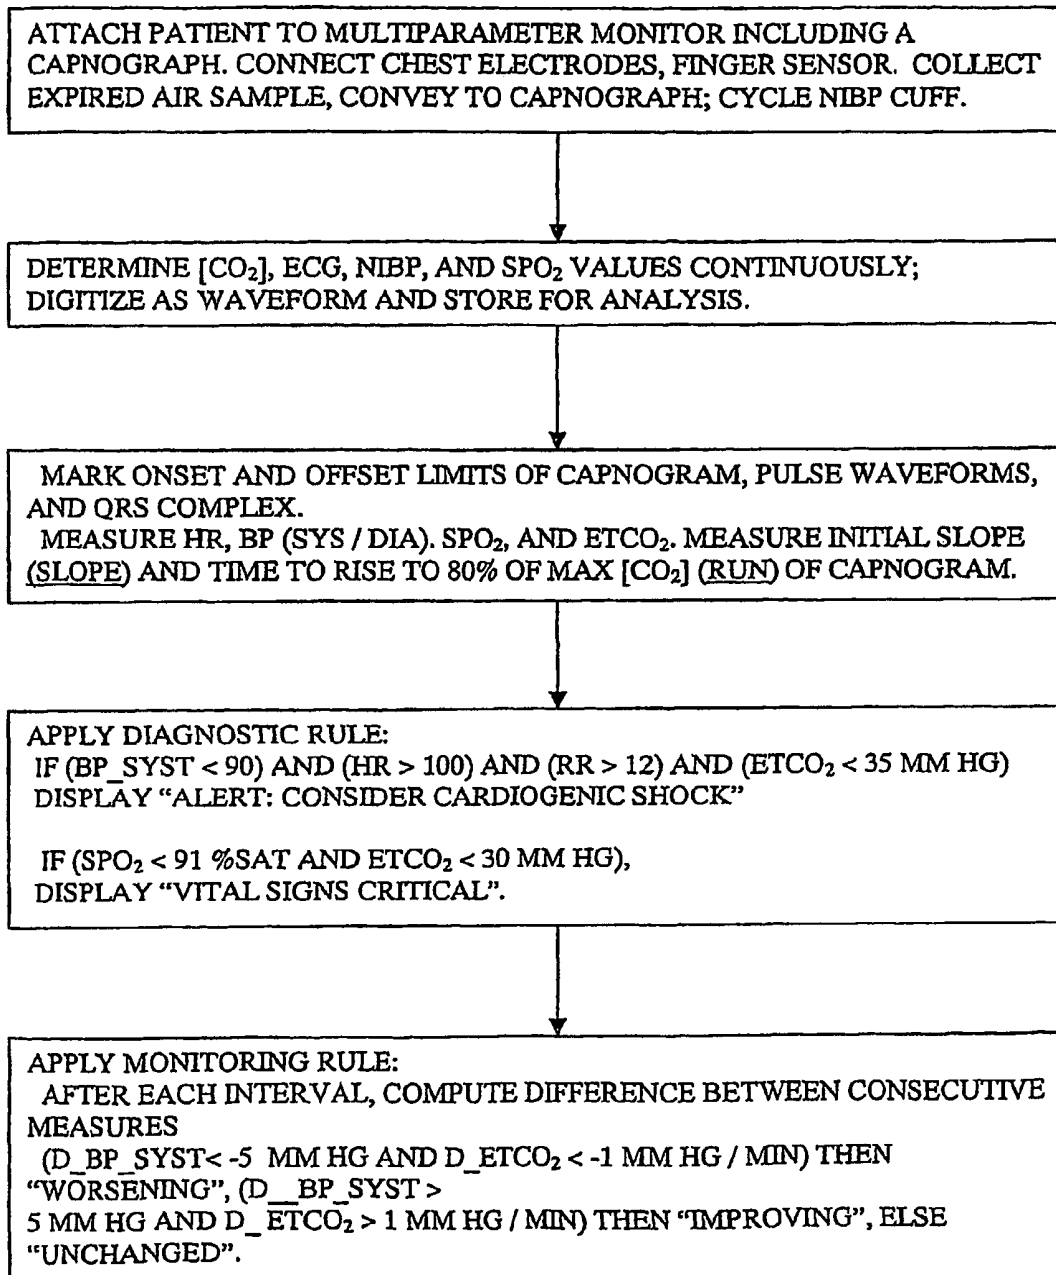 ATTACH PATIENT TO MULTIPARAMETER MONITOR INCLUDING A
CAPNOGRAPH. CONNECT CHEST ELECTRODES, FINGER SENSOR. COLLECT
EXPIRED AIR SAMPLE, CONVEY TO CAPNOGRAPH; CYCLE NIBP CUFF.
DETERMINE [CO₂], ECG, NIBP, AND SPO₂ VALUES CONTINUOUSLY;
DIGITIZE AS WAVEFORM AND STORE FOR ANALYSIS.
MARK ONSET AND OFFSET LIMITS OF CAPNOGRAM, PULSE WAVEFORMS,
AND QRS COMPLEX.
MEASURE HR, BP (SYS / DIA). SPO₂, AND ETCO₂. MEASURE INITIAL SLOPE
(SLOPE) AND TIME TO RISE TO 80% OF MAX [CO₂] (RUN) OF CAPNOGRAM.
APPLY DIAGNOSTIC RULE:
IF (BP_SYST < 90) AND (HR > 100) AND (RR > 12) AND (ETCO₂ < 35 MM HG)
DISPLAY “ALERT: CONSIDER CARDIOGENIC SHOCK”
IF (SPO₂ < 91 %SAT AND ETCO₂ < 30 MM HG),
DISPLAY “VITAL SIGNS CRITICAL”.
APPLY MONITORING RULE:
AFTER EACH INTERVAL, COMPUTE DIFFERENCE BETWEEN CONSECUTIVE
MEASURES
(D_BP_SYST< -5 MM HG AND D_ETCO₂ < -1 MM HG / MIN) THEN
“WORSENING”, (D__BP_SYST >
5 MM HG AND D_ ETCO₂ > 1 MM HG / MIN) THEN “IMPROVING”, ELSE
“UNCHANGED”.